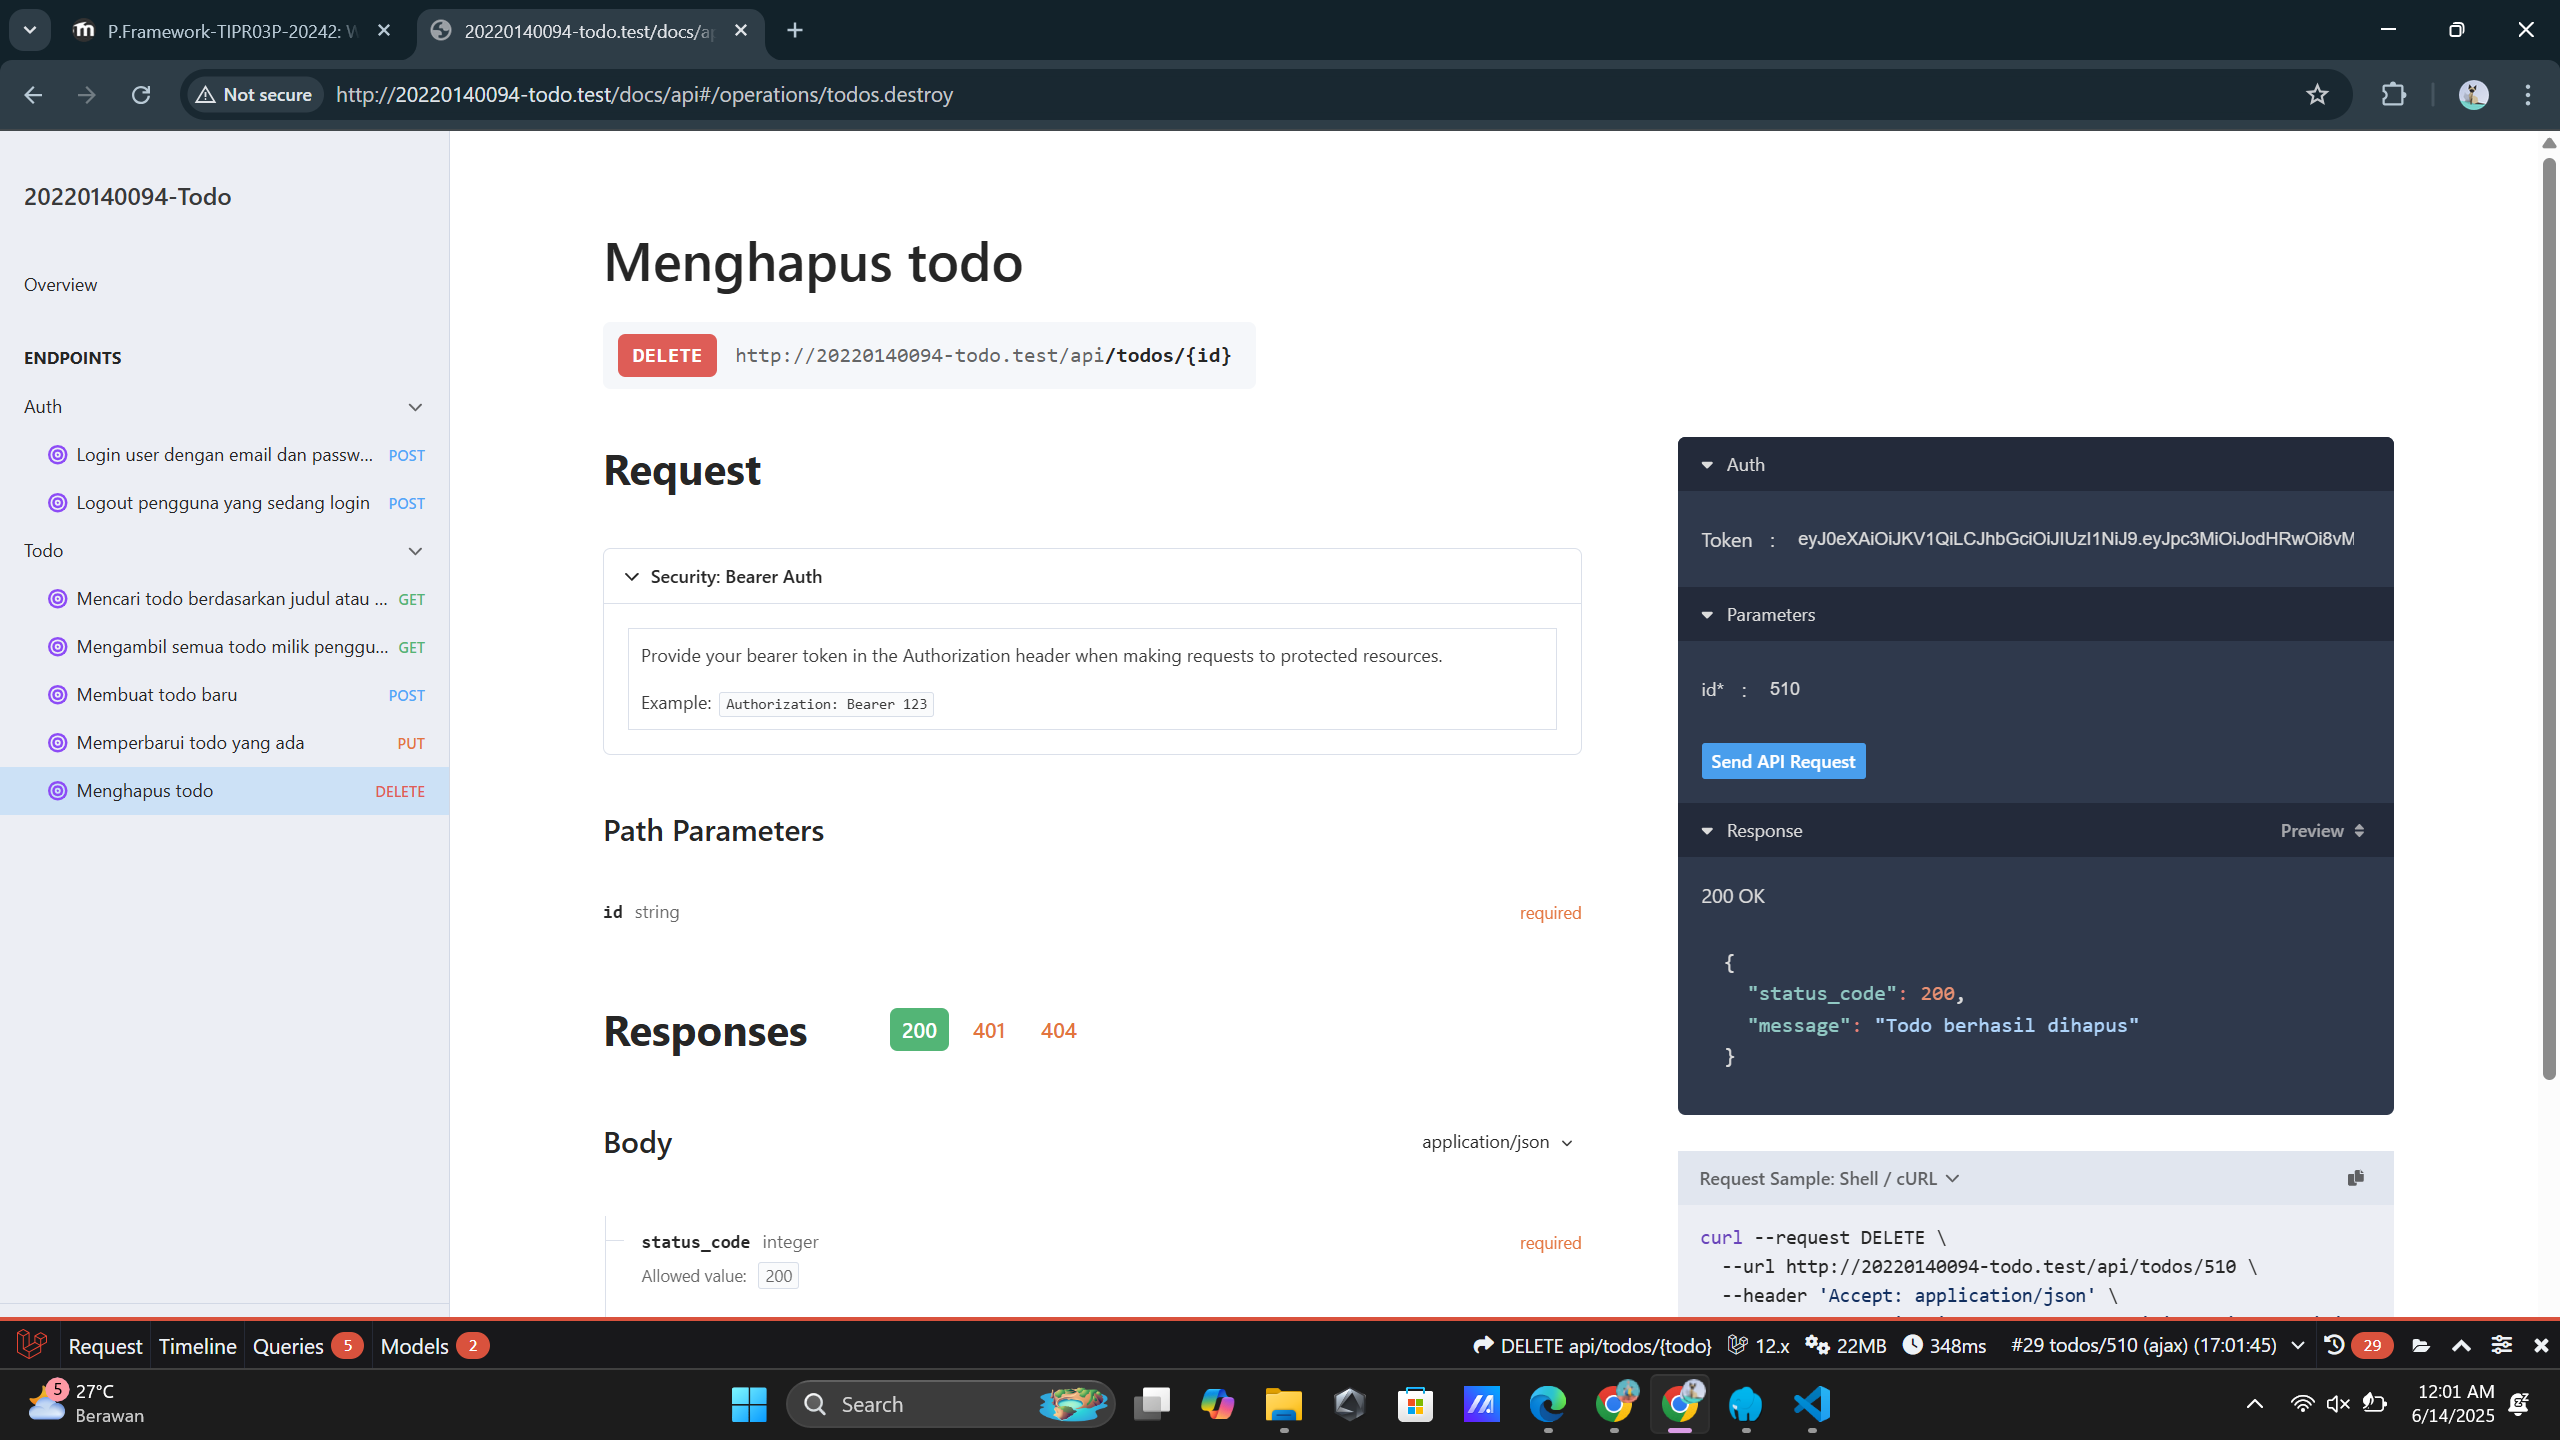 P.Framework-TIPR03P-20242: W
20220140094-todo.test/docs/ap
Not secure
http://20220140094-todo.test/docs/api#/operations/todos.destroy
20220140094-Todo
Overview
ENDPOINTS
Auth
Login user dengan email dan passw... POST
Logout pengguna yang sedang login POST
Todo
Mencari todo berdasarkan judul atau ... GET
Mengambil semua todo milik penggu... GET
Membuat todo baru POST
Memperbarui todo yang ada PUT
Menghapus todo DELETE
Menghapus todo
DELETE http://20220140094-todo.test/api/todos/{id}
Request
Security: Bearer Auth
Provide your bearer token in the Authorization header when making requests to protected resources.
Example: Authorization: Bearer 123
Path Parameters
id string required
Responses 200 401 404
Body application/json
status_code integer required
Allowed value: 200
Auth
Token : eyJ0eXAiOiJKV1QiLCJhbGciOiJIUzI1NiJ9.eyJpc3MiOiJodHRwOi8vM
Parameters
id* : 510
Send API Request
Response Preview
200 OK
{
"status_code": 200,
"message": "Todo berhasil dihapus"
}
Request Sample: Shell / cURL
curl --request DELETE \
--url http://20220140094-todo.test/api/todos/510 \
--header 'Accept: application/json' \
Request Timeline Queries 5 Models 2
DELETE api/todos/{todo} 12.x 22MB 348ms #29 todos/510 (ajax) (17:01:45) 29
5
27°C
Berawan
Search
12:01 AM
6/14/2025